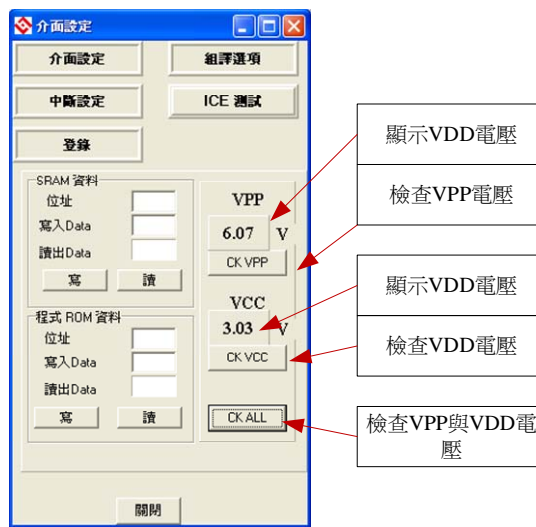 介面設定
介面設定
組譯選項
中斷設定
ICE 測試
登錄
SRAM 資料
位址
寫入Data
讀出Data
寫
讀
程式 ROM 資料
位址
寫入Data
讀出Data
寫
讀
VPP
6.07 V
CK VPP
VCC
3.03 V
CK VCC
CK ALL
關閉
顯示VDD電壓
檢查VPP電壓
顯示VDD電壓
檢查VDD電壓
檢查VPP與VDD電
壓